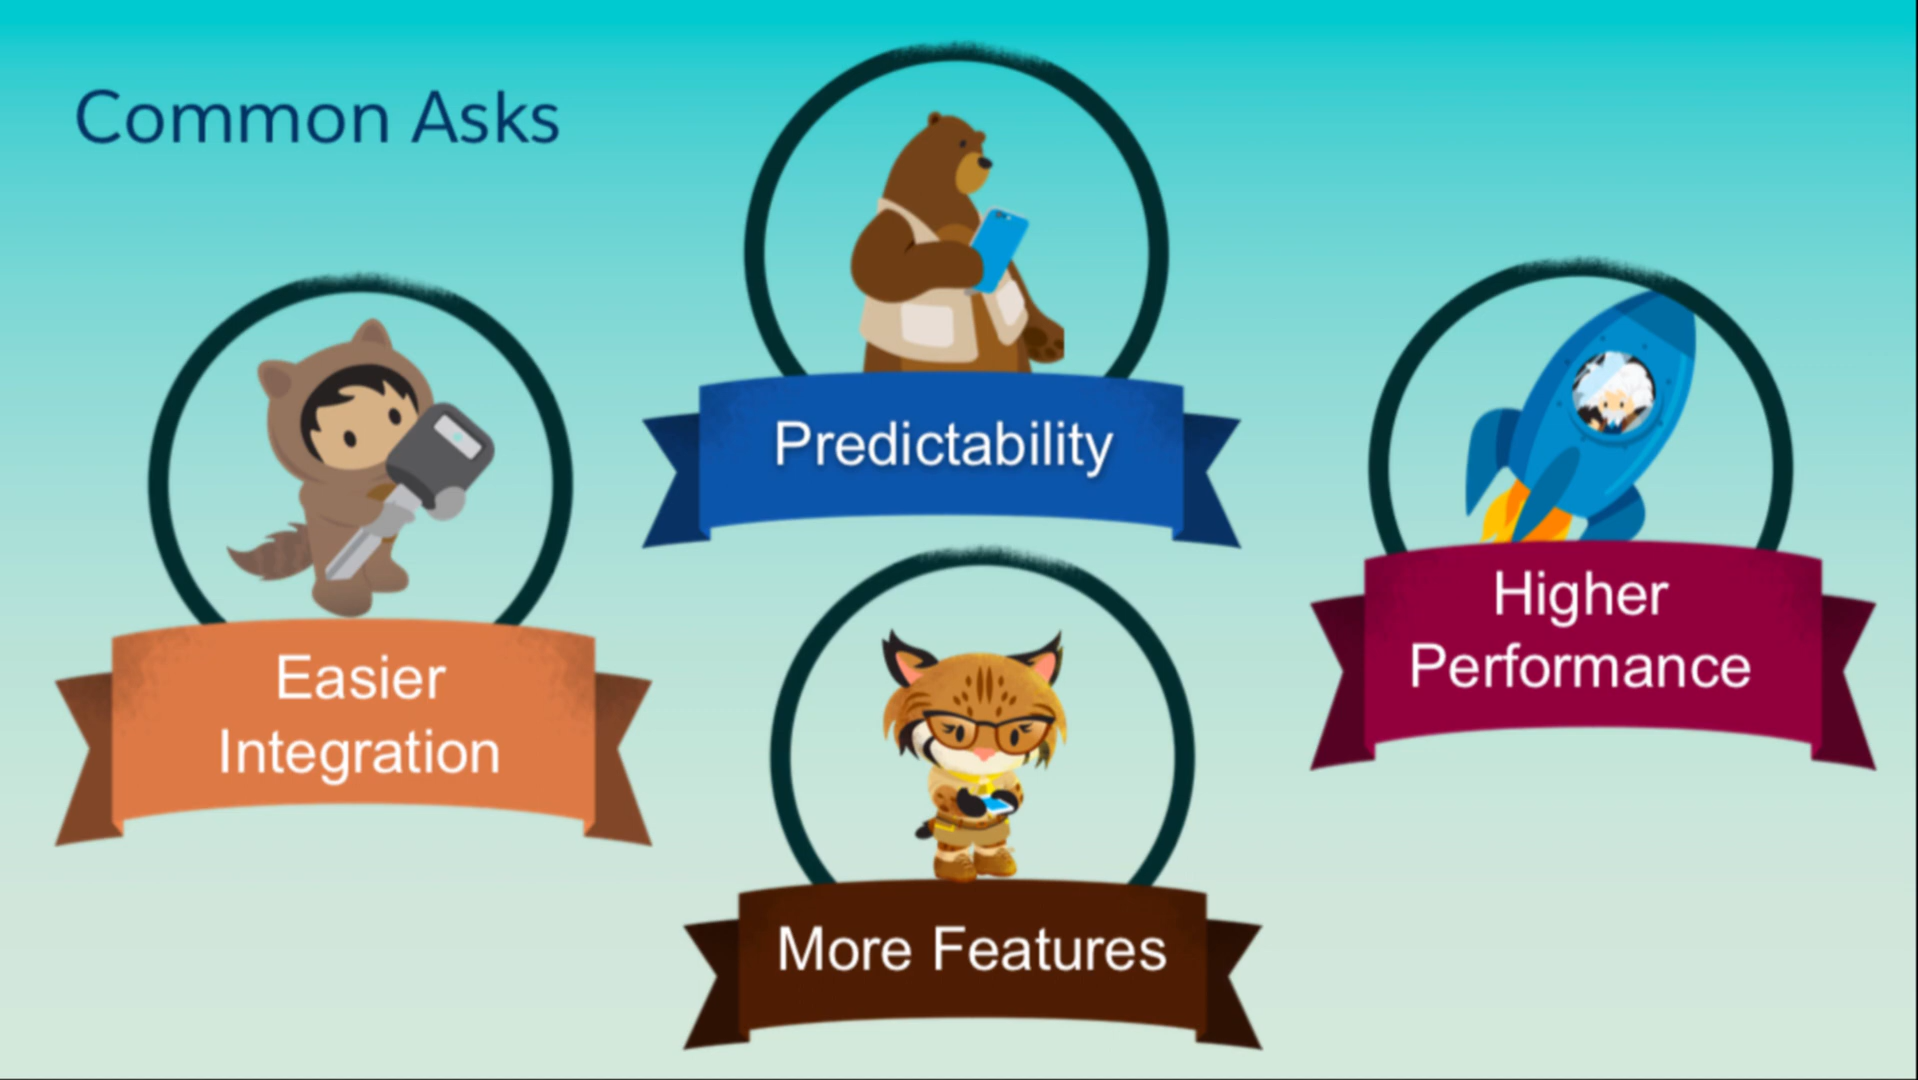 Common Asks
Predictability
Easier
Integration
Higher
Performance
More Features